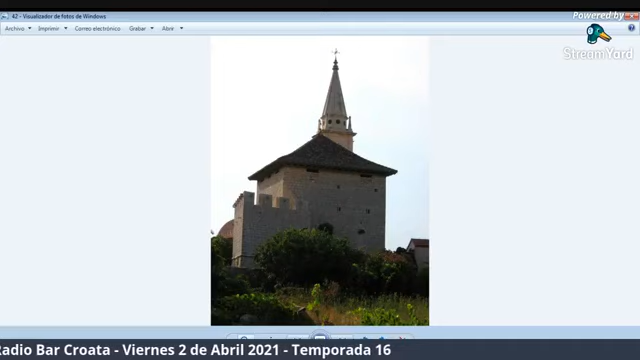 42 - Visualizador de fotos de Windows
Powered by
Archivo Imprimir Correo electrónico Grabar Abrir
StreamYard
Radio Bar Croata - Viernes 2 de Abril 2021 - Temporada 16